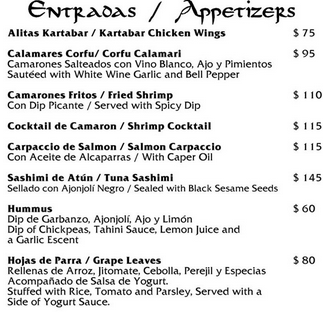 Entradas / Appetizers
Alitas Kartabar / Kartabar Chicken Wings $ 75
Calamares Corfu/ Corfu Calamari $ 95
Camarones Salteados con Vino Blanco, Ajo y Pimientos
Sautéed with White Wine Garlic and Bell Pepper
Camarones Fritos / Fried Shrimp $ 110
Con Dip Picante / Served with Spicy Dip
Cocktail de Camaron / Shrimp Cocktail $ 115
Carpaccio de Salmon / Salmon Carpaccio $ 115
Con Aceite de Alcaparras / With Caper Oil
Sashimi de Atún / Tuna Sashimi $ 145
Sellado con Ajonjolí Negro / Sealed with Black Sesame Seeds
Hummus $ 60
Dip de Garbanzo, Ajonjolí, Ajo y Limón
Dip of Chickpeas, Tahini Sauce, Lemon Juice and
a Garlic Escent
Hojas de Parra / Grape Leaves $ 80
Rellenas de Arroz, Jitomate, Cebolla, Perejil y Especias
Acompañado de Salsa de Yogurt.
Stuffed with Rice, Tomato and Parsley, Served with a
Side of Yogurt Sauce.